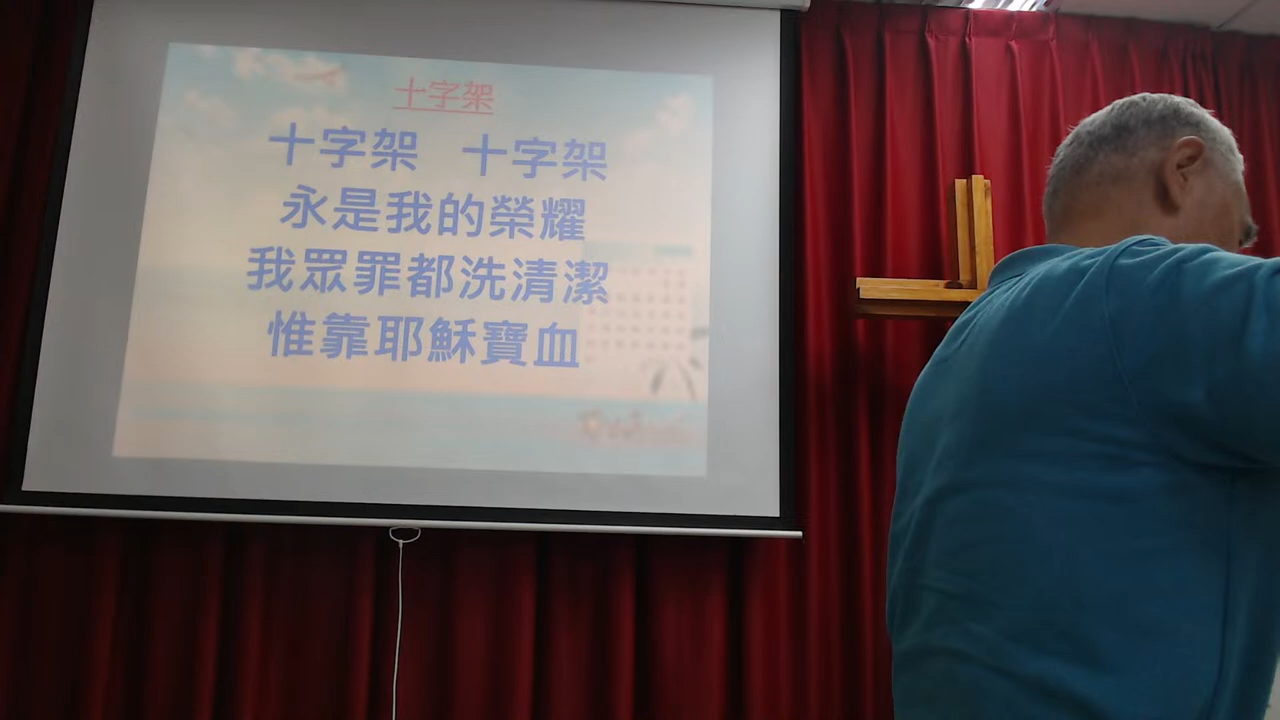 十字架
十字架 十字架
永是我的榮耀
我眾罪都洗清潔
惟靠耶穌寶血